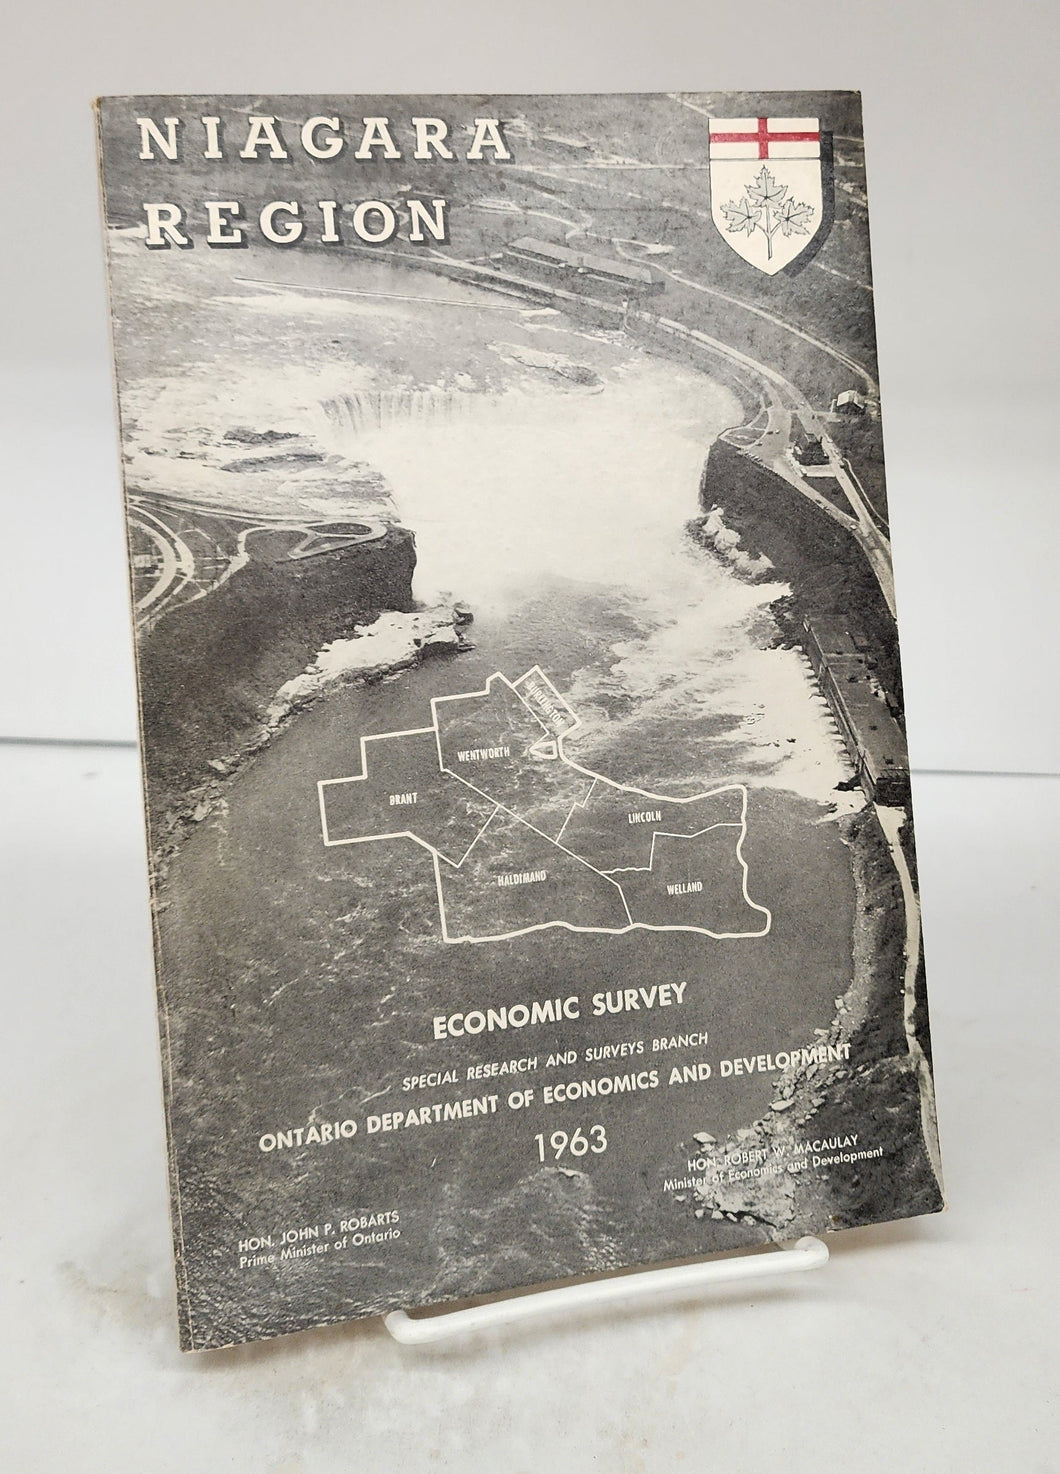 NIAGARA
REGION
BURLINGTON
WENTWORTH
BRANT
LINCOLN
HALDIMAND
WELLAND
ECONOMIC SURVEY
SPECIAL RESEARCH AND SURVEYS BRANCH
ONTARIO DEPARTMENT OF ECONOMICS AND DEVELOPMENT
1963
HON. ROBERT W. MACAULAY
Minister of Economics and Development
HON. JOHN P. ROBARTS
Prime Minister of Ontario